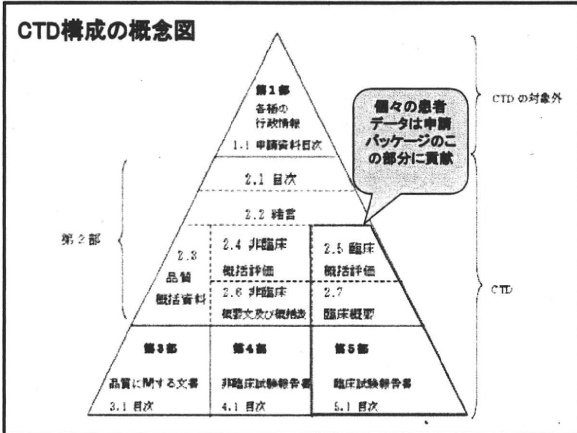 CTD構成の概念図
第1部
各種の
行政情報
1.1 申請資料目次
個々の患者
データは申請
パッケージのこ
の部分に貢献
CTDの対象外
2.1 目次
2.2 緒言
第2部
2.3
品質
概括資料
2.4 非臨床
概括評価
2.5 臨床
概括評価
2.6 非臨床
概要文及び概括表
2.7
臨床概要
CTD
第3部
品質に関する文書
3.1 目次
第4部
非臨床試験報告書
4.1 目次
第5部
臨床試験報告書
5.1 目次